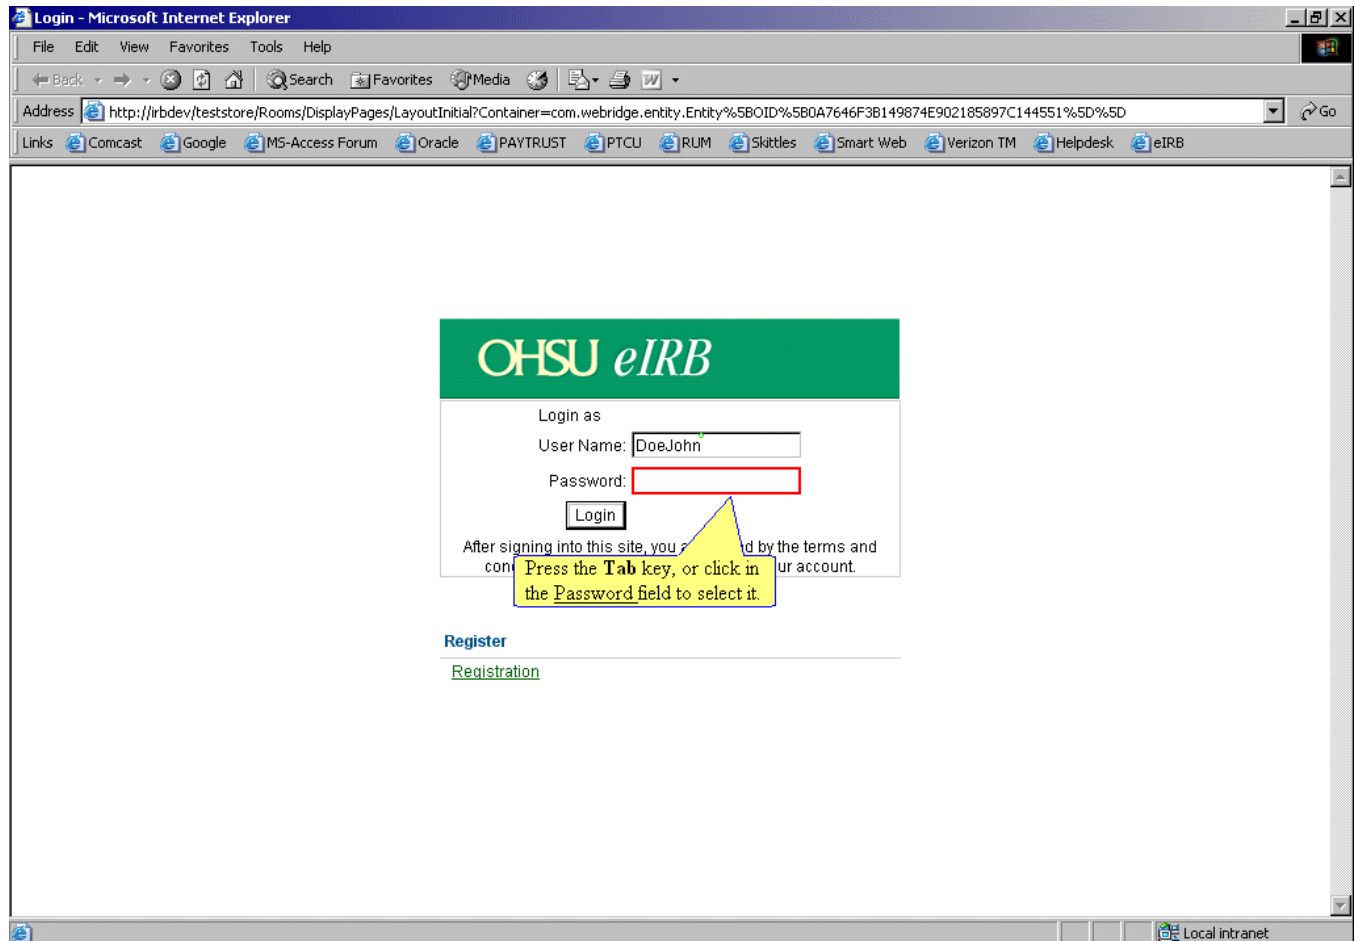 Login - Microsoft Internet Explorer
File Edit View Favorites Tools Help
Back Search Favorites Media
Address http://irbdev/teststore/Rooms/DisplayPages/LayoutInitial?Container=com.webridge.entity.Entity%5BOID%5B0A7646F3B149874E902185897C144551%5D%5D Go
Links Comcast Google MS-Access Forum Oracle PAYTRUST PTCU RUM Skittles Smart Web Verizon TM Helpdesk eIRB
OHSU eIRB
Login as
User Name: DoeJohn
Password:
Login
After signing into this site, you by the terms and
ur account.
Press the Tab key, or click in
the Password field to select it.
Register
Registration
Local intranet